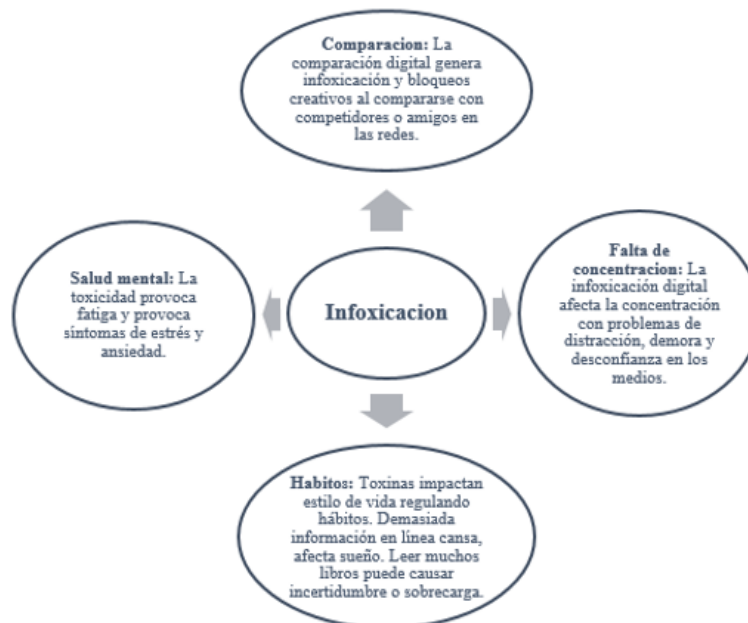 Comparacion: La
comparación digital genera
infoxicación y bloqueos
creativos al compararse con
competidores o amigos en
las redes.
Salud mental: La
toxicidad provoca
fatiga y provoca
síntomas de estrés y
ansiedad.
Infoxicacion
Falta de
concentracion: La
infoxicación digital
afecta la concentración
con problemas de
distracción, demora y
desconfianza en los
medios.
Habitos: Toxinas impactan
estilo de vida regulando
hábitos. Demasiada
información en línea cansa,
afecta sueño. Leer muchos
libros puede causar
incertidumbre o sobrecarga.